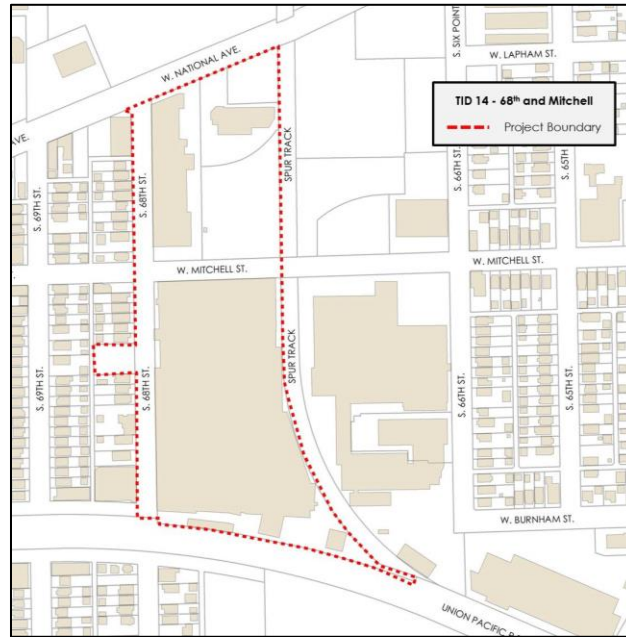 S. SIX POINT
W. LAPHAM ST.
W. NATIONAL AVE.
TID 14 - 68th and Mitchell
Project Boundary
AVE.
S. 69TH ST.
S. 68TH ST.
SPUR TRACK
S. 66TH ST.
S. 65TH
W. MITCHELL ST.
W. MITCHELL ST.
S. 69TH ST.
S. 68TH ST.
SPUR TRACK
S. 66TH ST.
S. 65TH ST.
W. BURNHAM ST.
UNION PACIFIC